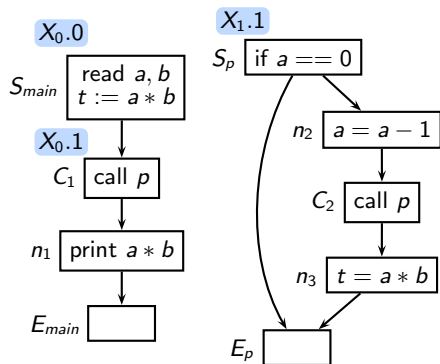 X₀.0
S_main
read a, b
t := a ∗ b
X₀.1
C₁
call p
n₁
print a ∗ b
E_main
X₁.1
S_p
if a == 0
n₂
a = a − 1
C₂
call p
n₃
t = a ∗ b
E_p